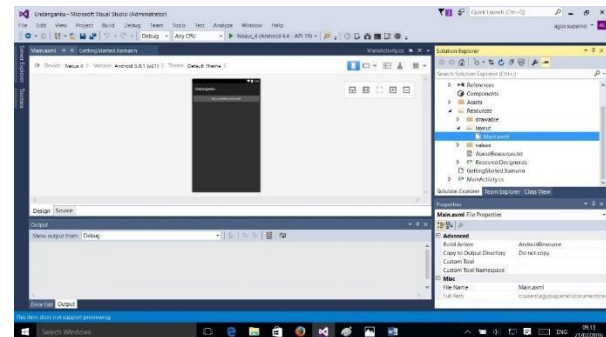 Undanganku - Microsoft Visual Studio (Administrator)
Quick Launch (Ctrl+Q)
File Edit View Project Build Debug Team Tools Test Analyze Window Help
agus suparno
Debug Any CPU Nexus_4 (Android 4.4 - API 19)
Server Explorer
Toolbox
Main.axml GettingStarted.Xamarin MainActivity.cs
Device: Nexus 4 Version: Android 5.0.1 (v21) Theme: Default Theme
Undanganku
Design Source
Output
Show output from: Debug
Error List Output
Solution Explorer
Search Solution Explorer (Ctrl+;)
References
Components
Assets
Resources
drawable
layout
Main.axml
values
AboutResources.txt
Resource.Designer.cs
GettingStarted.Xamarin
MainActivity.cs
Solution Explorer Team Explorer Class View
Properties
Main.axml File Properties
Advanced
Build Action AndroidResource
Copy to Output Directory Do not copy
Custom Tool
Custom Tool Namespace
Misc
File Name Main.axml
Full Path
This item does not support previewing
Search Windows
ENG
09.13
21/02/2016